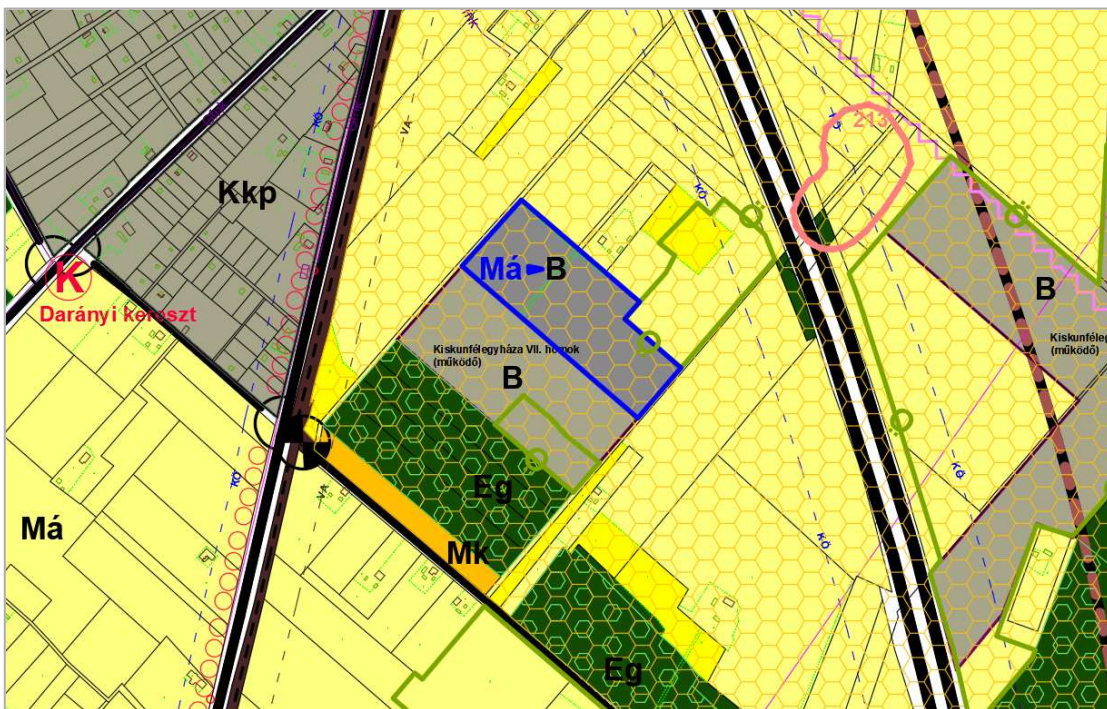 213
KÖ
KÖ
VA
Kkp
KÖ
Má B
B
K
Darányi kereszt
Kiskunfélegyháza VII. homok
(működő)
B
Kiskunféleg
(működő)
Eg
KÖ
VA
KÖ
KÖ
Má
Mk
Eg